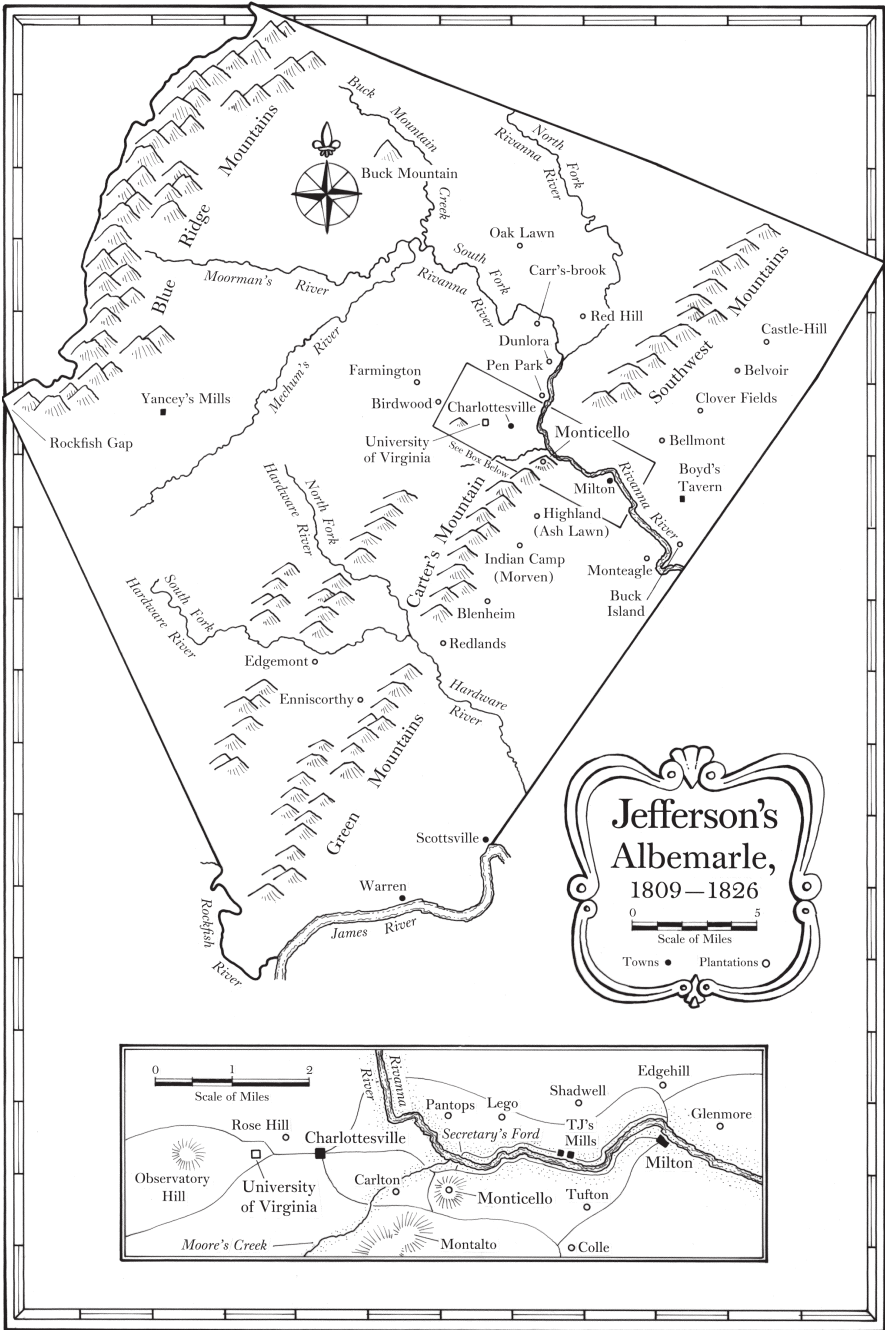 Buck
Mountain
Creek
Buck Mountain
North
Fork
Rivanna
River
Blue
Ridge
Mountains
Moorman's
River
Oak Lawn
South
Fork
Rivanna
River
Carr's-brook
Red Hill
Southwest
Mountains
Castle-Hill
Dunlora
Pen Park
Mechum's River
Farmington
Birdwood
Belvoir
Clover Fields
Yancey's Mills
Rockfish Gap
Charlottesville
University
of Virginia
See Box Below
Monticello
Bellmont
Boyd's
Tavern
Milton
Rivanna
River
North
Fork
Hardware
River
Carter's
Mountain
Highland
(Ash Lawn)
Indian Camp
(Morven)
Monteagle
Buck
Island
South
Fork
Hardware
River
Blenheim
Redlands
Edgemont
Enniscorthy
Hardware
River
Green
Mountains
Scottsville
Warren
James River
Rockfish
River
Jefferson's
Albemarle,
1809–1826
0 5
Scale of Miles
Towns
Plantations
0 1 2
Scale of Miles
Rivanna
River
Edgehill
Shadwell
Pantops
Lego
Glenmore
Rose Hill
Charlottesville
Secretary's Ford
TJ's
Mills
Milton
Observatory
Hill
University
of Virginia
Carlton
Monticello
Tufton
Moore's Creek
Montalto
Colle